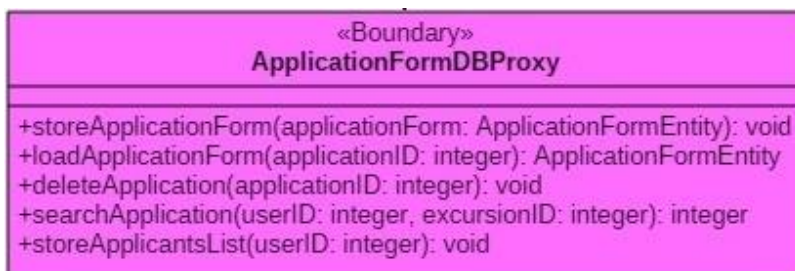 «Boundary»
ApplicationFormDBProxy
+storeApplicationForm(applicationForm: ApplicationFormEntity): void
+loadApplicationForm(applicationID: integer): ApplicationFormEntity
+deleteApplication(applicationID: integer): void
+searchApplication(userID: integer, excursionID: integer): integer
+storeApplicantsList(userID: integer): void